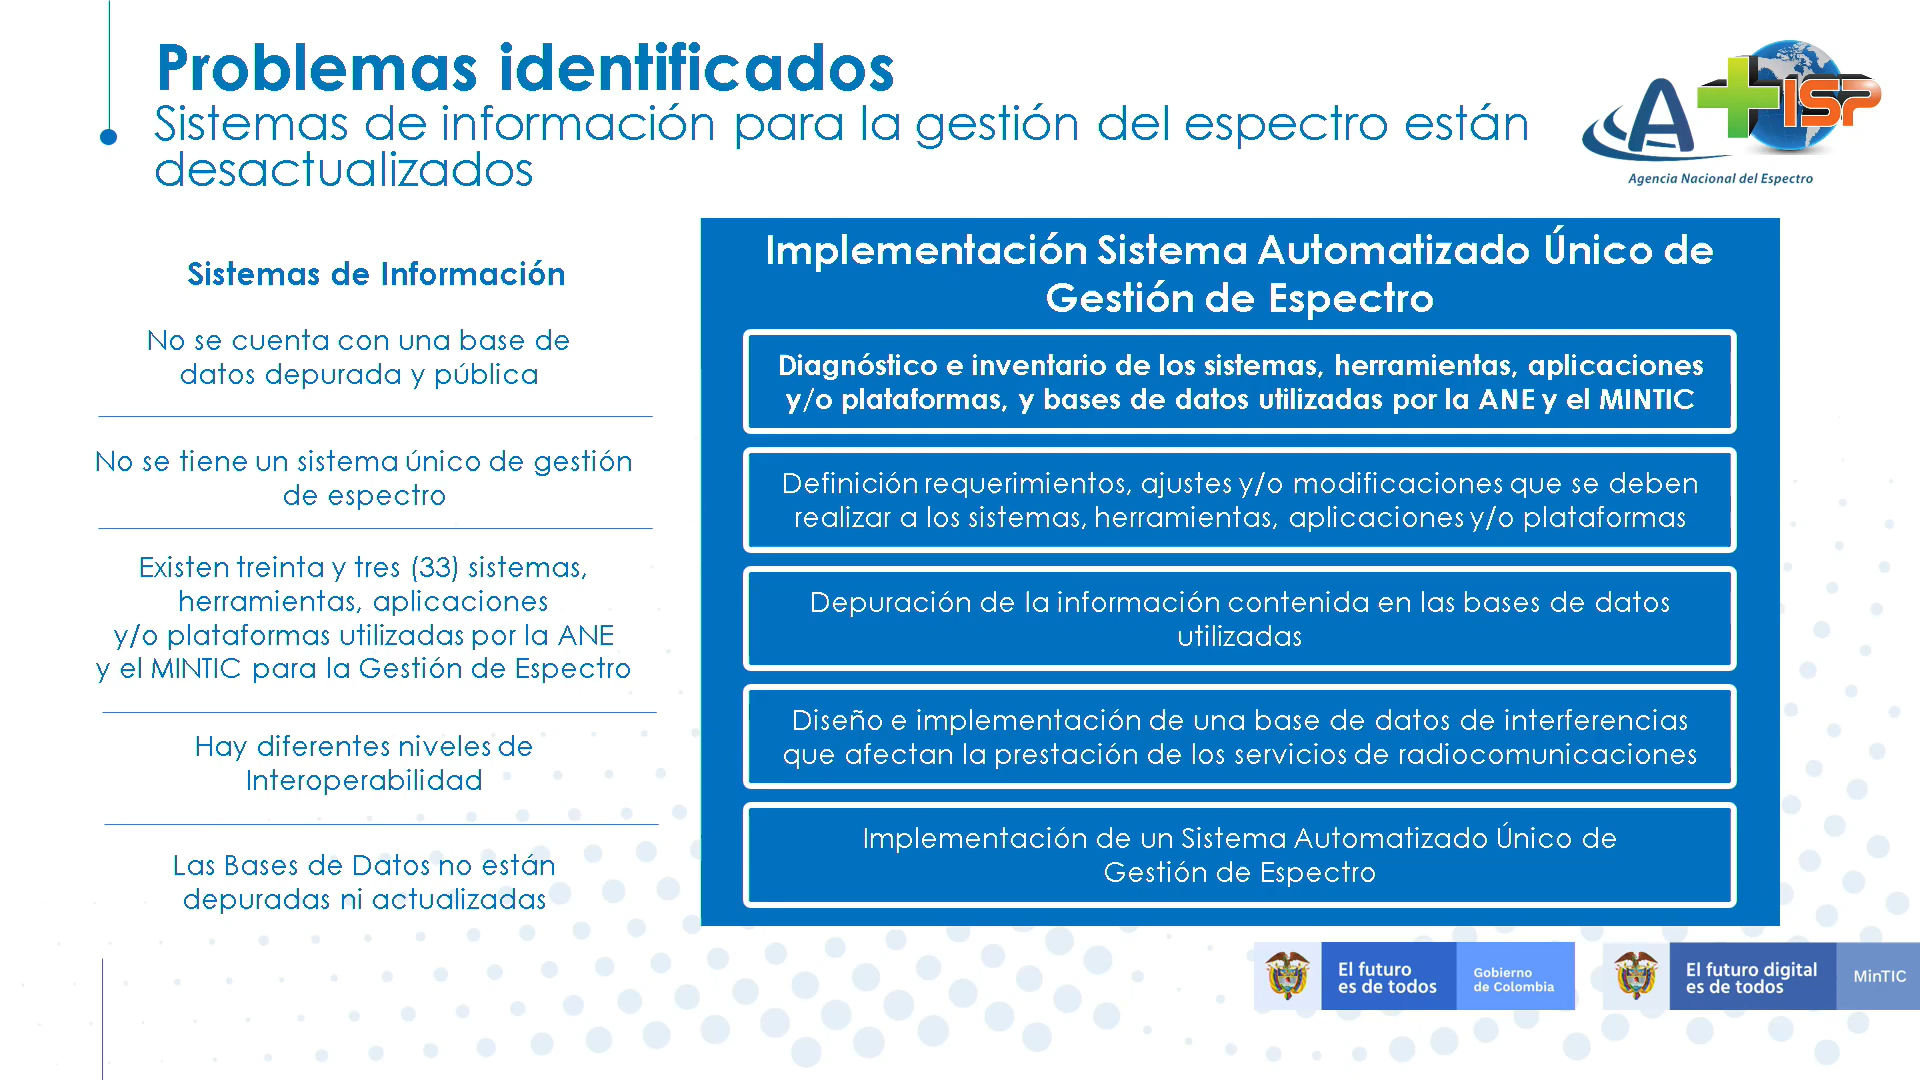 Problemas identificados
Sistemas de información para la gestión del espectro están
desactualizados
A+ISP
Agencia Nacional del Espectro
Sistemas de Información
No se cuenta con una base de
datos depurada y pública
No se tiene un sistema único de gestión
de espectro
Existen treinta y tres (33) sistemas,
herramientas, aplicaciones
y/o plataformas utilizadas por la ANE
y el MINTIC para la Gestión de Espectro
Hay diferentes niveles de
Interoperabilidad
Las Bases de Datos no están
depuradas ni actualizadas
Implementación Sistema Automatizado Único de
Gestión de Espectro
Diagnóstico e inventario de los sistemas, herramientas, aplicaciones
y/o plataformas, y bases de datos utilizadas por la ANE y el MINTIC
Definición requerimientos, ajustes y/o modificaciones que se deben
realizar a los sistemas, herramientas, aplicaciones y/o plataformas
Depuración de la información contenida en las bases de datos
utilizadas
Diseño e implementación de una base de datos de interferencias
que afectan la prestación de los servicios de radiocomunicaciones
Implementación de un Sistema Automatizado Único de
Gestión de Espectro
El futuro
es de todos
Gobierno
de Colombia
El futuro digital
es de todos
MinTIC